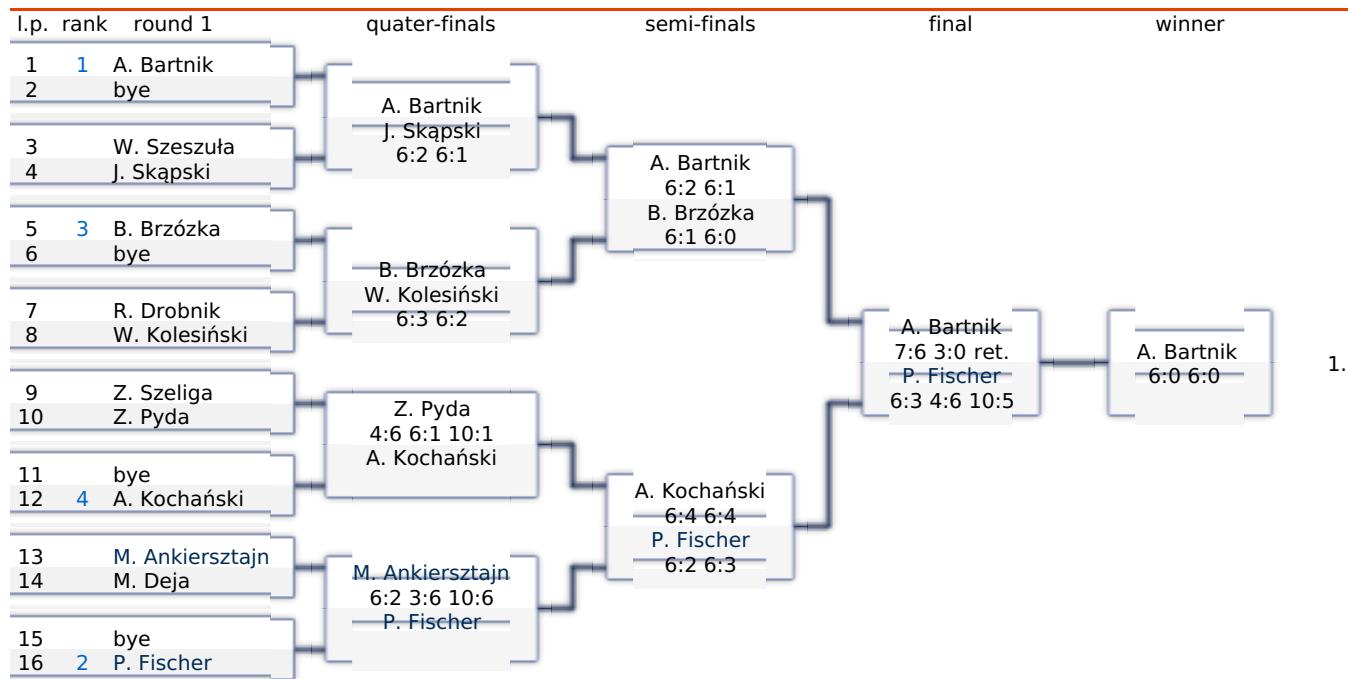 l.p. rank round 1 quater-finals semi-finals final winner
1 1 A. Bartnik
2 bye
3 W. Szeszuła
4 J. Skąpski
5 3 B. Brzózka
6 bye
7 R. Drobnik
8 W. Kolesiński
9 Z. Szeliga
10 Z. Pyda
11 bye
12 4 A. Kochański
13 M. Ankiersztajn
14 M. Deja
15 bye
16 2 P. Fischer
A. Bartnik
J. Skąpski
6:2 6:1
B. Brzózka
W. Kolesiński
6:3 6:2
Z. Pyda
4:6 6:1 10:1
A. Kochański
M. Ankiersztajn
6:2 3:6 10:6
P. Fischer
A. Bartnik
6:2 6:1
B. Brzózka
6:1 6:0
A. Kochański
6:4 6:4
P. Fischer
6:2 6:3
A. Bartnik
7:6 3:0 ret.
P. Fischer
6:3 4:6 10:5
A. Bartnik
6:0 6:0
1.